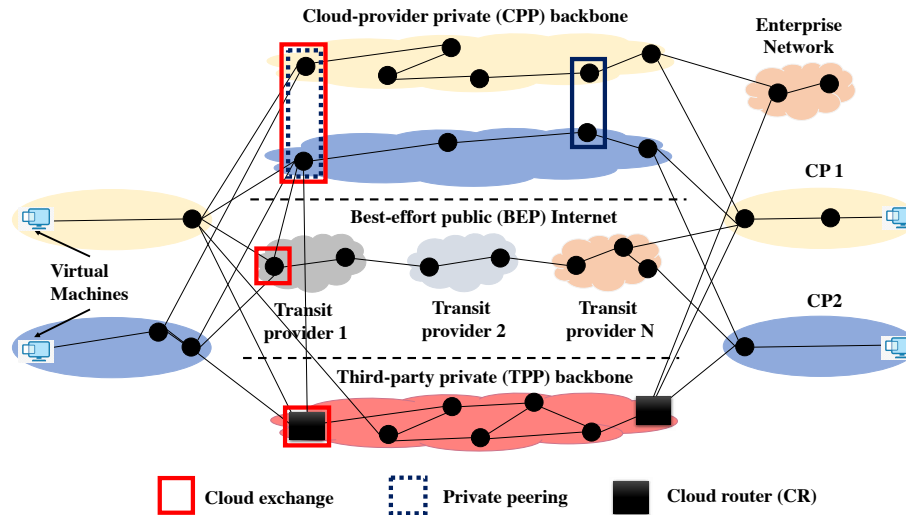 Cloud-provider private (CPP) backbone
Enterprise
Network
CP 1
Best-effort public (BEP) Internet
Virtual
Machines
Transit
provider 1
Transit
provider 2
Transit
provider N
CP2
Third-party private (TPP) backbone
Cloud exchange
Private peering
Cloud router (CR)